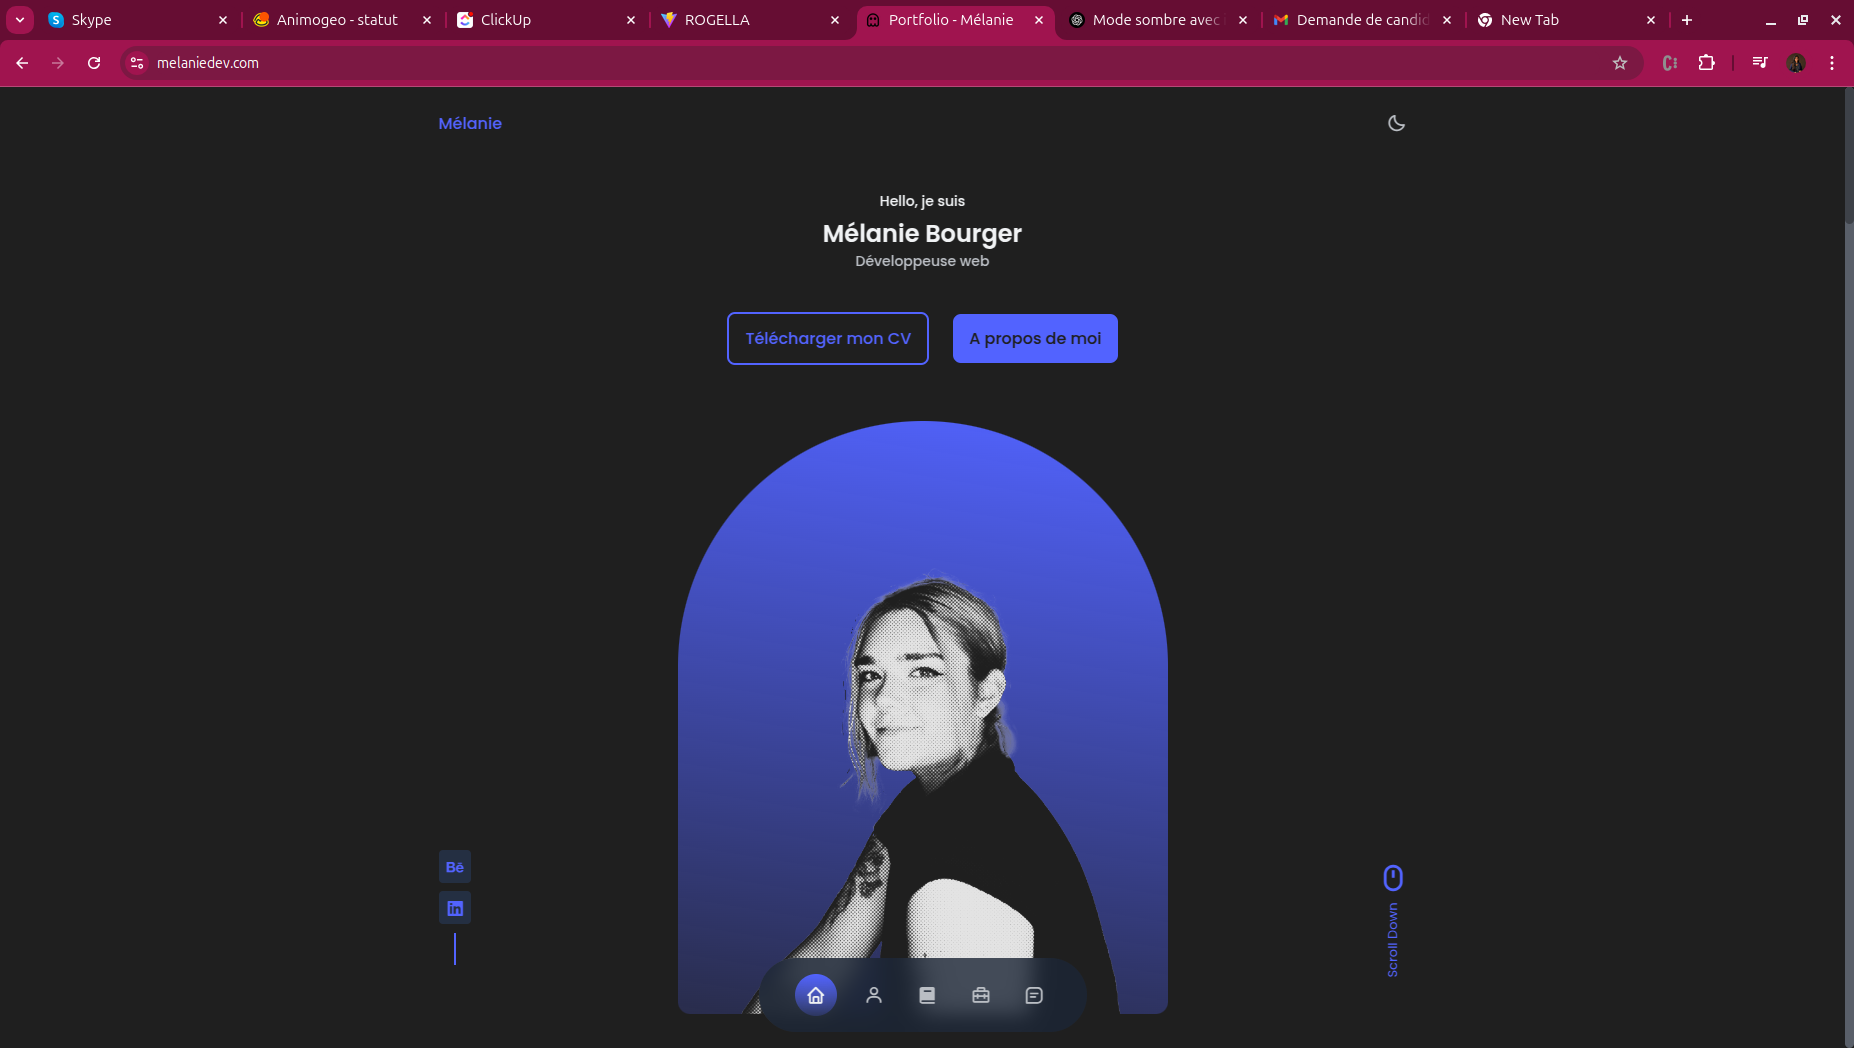 Skype
Animogeo - statut
ClickUp
ROGELLA
Portfolio - Mélanie
Mode sombre avec
Demande de candid
New Tab
melaniedev.com
Mélanie
Hello, je suis
Mélanie Bourger
Développeuse web
Télécharger mon CV
A propos de moi
Bē
in
Scroll Down